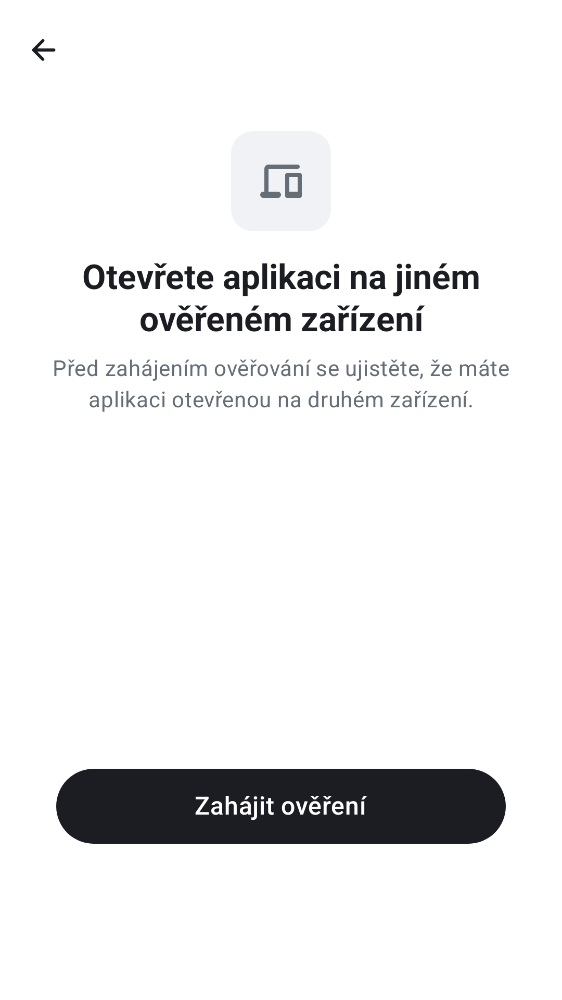 Otevřete aplikaci na jiném
ověřeném zařízení
Před zahájením ověřování se ujistěte, že máte
aplikaci otevřenou na druhém zařízení.
Zahájit ověření